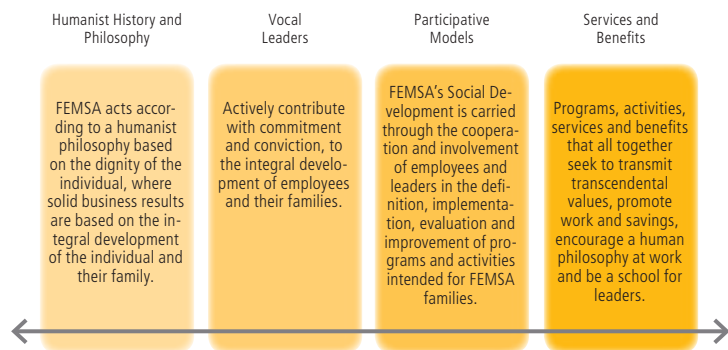 Humanist History and
Philosophy
Vocal
Leaders
Participative
Models
Services and
Benefits
FEMSA acts accor-
ding to a humanist
philosophy based
on the dignity of the
individual, where
solid business results
are based on the in-
tegral development
of the individual and
their family.
Actively contribute
with commitment
and conviction, to
the integral develo-
pment of employees
and their families.
FEMSA's Social De-
velopment is carried
through the coopera-
tion and involvement
of employees and
leaders in the defi-
nition, implementa-
tion, evaluation and
improvement of pro-
grams and activities
intended for FEMSA
families.
Programs, activities,
services and benefits
that all together
seek to transmit
transcendental
values, promote
work and savings,
encourage a human
philosophy at work
and be a school for
leaders.